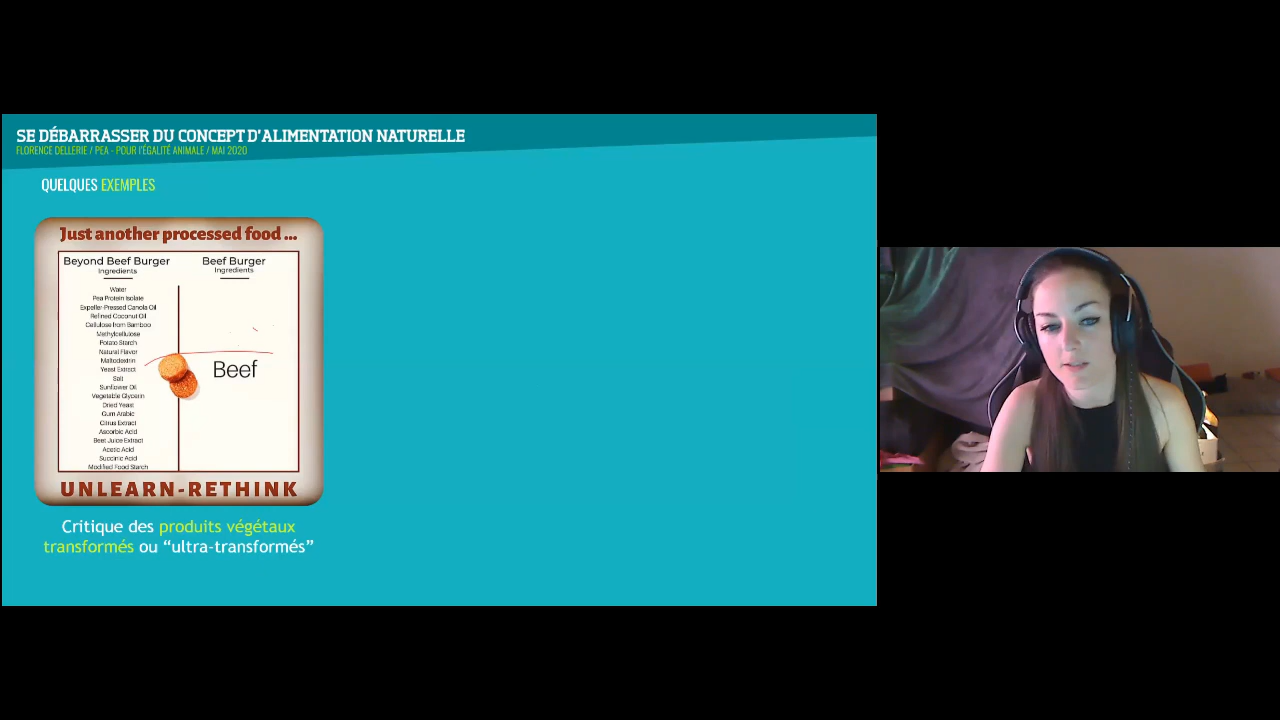 SE DÉBARRASSER DU CONCEPT D'ALIMENTATION NATURELLE
FLORENCE DELLERIE / PEA - POUR L'ÉGALITÉ ANIMALE / MAI 2020
QUELQUES EXEMPLES
Just another processed food ...
Beyond Beef Burger
Ingredients
Water
Pea Protein Isolate
Expeller-Pressed Canola Oil
Refined Coconut Oil
Cellulose from Bamboo
Methylcellulose
Potato Starch
Natural Flavor
Maltodextrin
Yeast Extract
Salt
Sunflower Oil
Vegetable Glycerin
Dried Yeast
Gum Arabic
Citrus Extract
Ascorbic Acid
Beet Juice Extract
Acetic Acid
Succinic Acid
Modified Food Starch
Beef Burger
Ingredients
Beef
UNLEARN-RETHINK
Critique des produits végétaux
transformés ou “ultra-transformés”